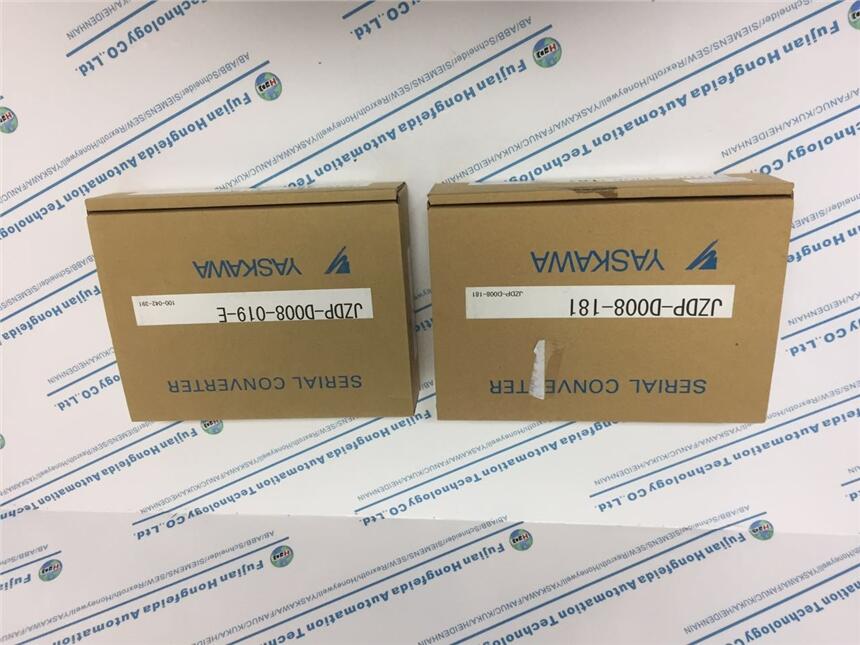 YASKAWA
JZDP-D008-019-E
100-042-391
SERIAL CONVERTER
YASKAWA
JZDP-D008-181
JZDP-D008-181
SERIAL CONVERTER
Fujian Hongfeida Automation Technology CO.,Ltd.
AB/ABB/Schneider/SIEMENS/SEW/Rexroth/Honeywell/YASKAWA/FANUC/KUKA/HEIDENHAIN